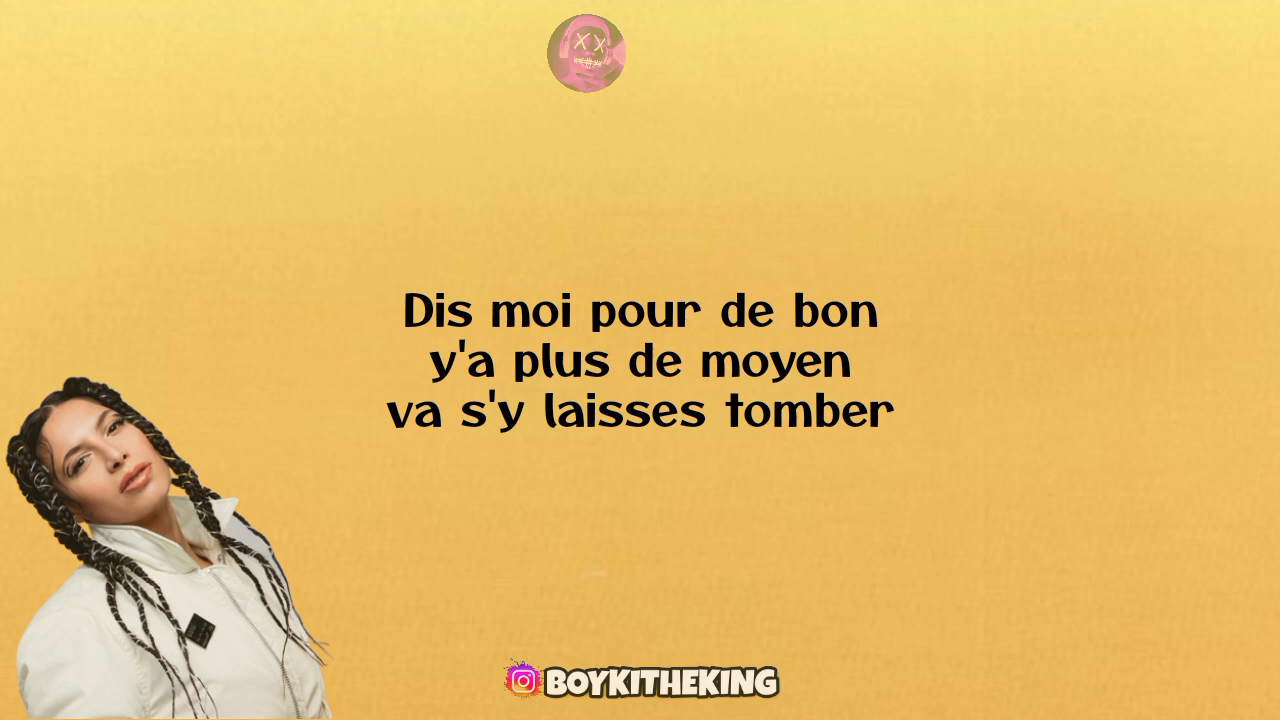 Dis moi pour de bon
y'a plus de moyen
va s'y laisses tomber
BOYKITHEKING